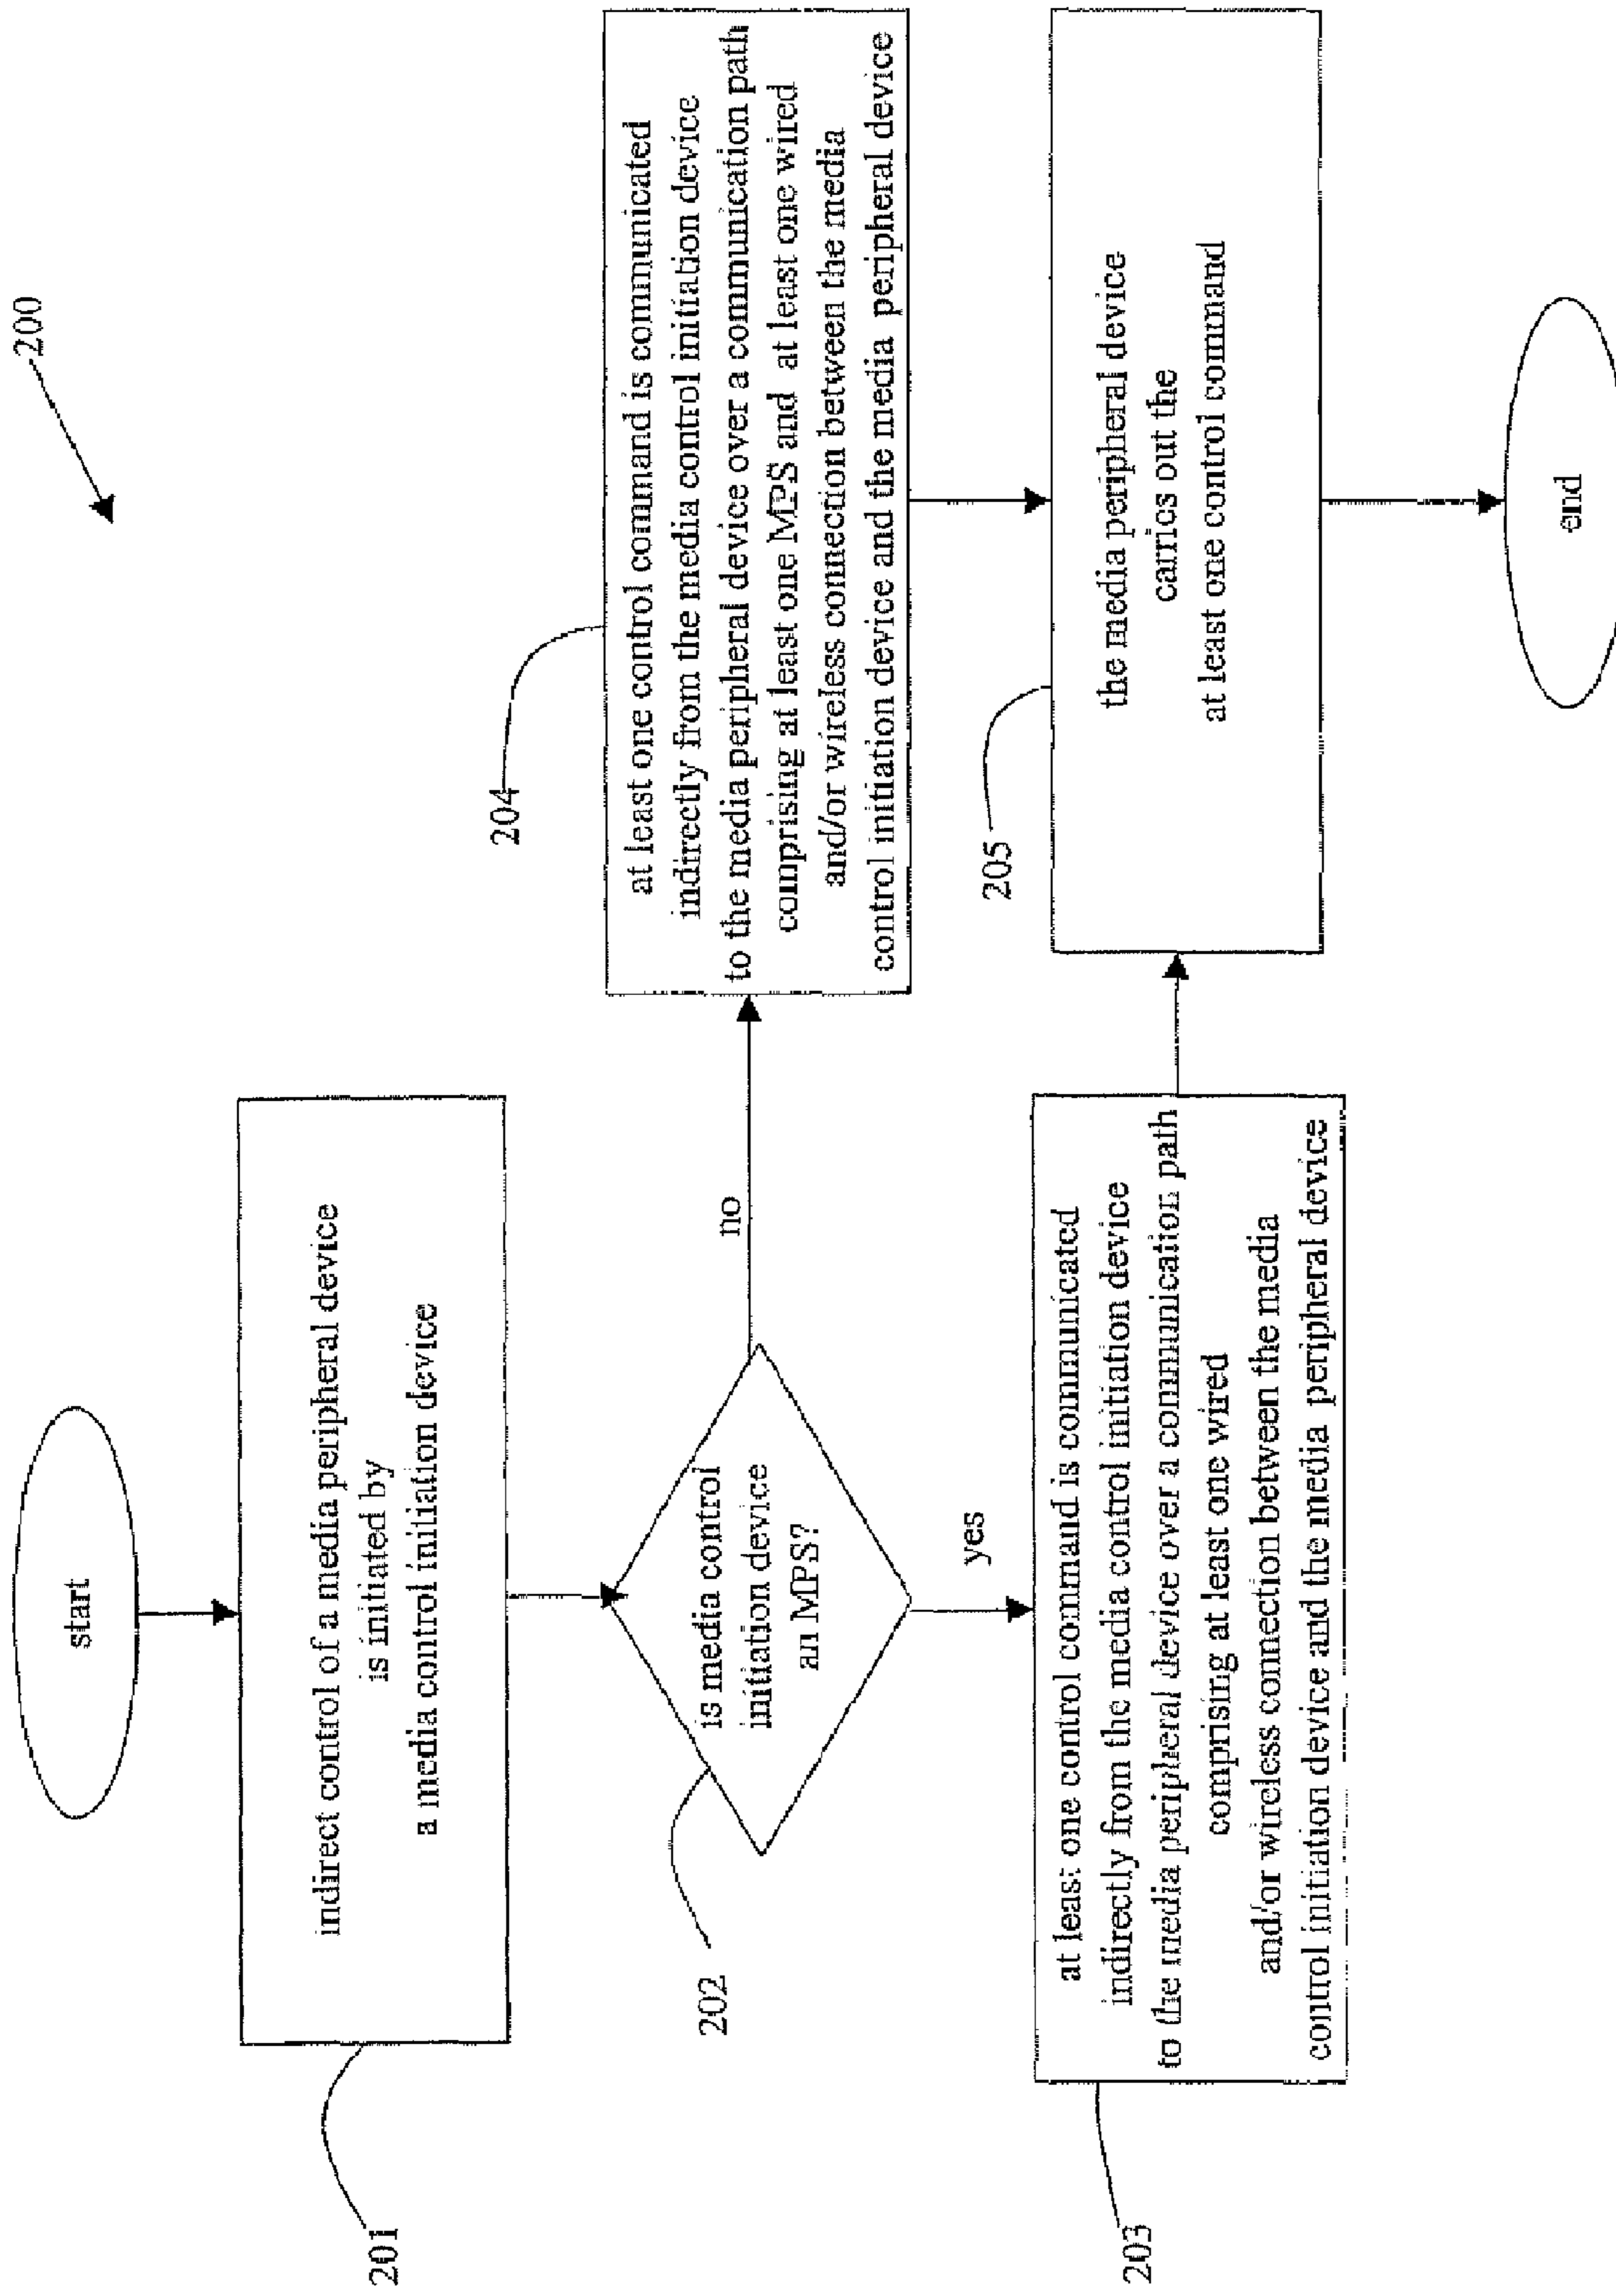 200
start
indirect control of a media peripheral device
is initiated by
a media control initiation device
201
is media control
initiation device
an MPS?
202
no
yes
at least one control command is communicated
indirectly from the media control initiation device
to the media peripheral device over a communication path
comprising at least one MPS and at least one wired
and/or wireless connection between the media
control initiation device and the media peripheral device
204
at least one control command is communicated
indirectly from the media control initiation device
to the media peripheral device over a communication path
comprising at least one wired
and/or wireless connection between the media
control initiation device and the media peripheral device
203
the media peripheral device
carries out the
at least one control command
205
end